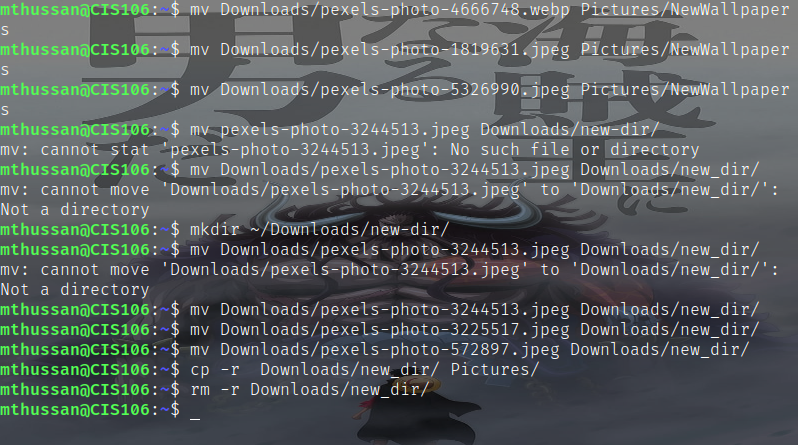 mthussan@CIS106:~$ mv Downloads/pexels-photo-4666748.webp Pictures/NewWallpaper
s
mthussan@CIS106:~$ mv Downloads/pexels-photo-1819631.jpeg Pictures/NewWallpaper
s
mthussan@CIS106:~$ mv Downloads/pexels-photo-5326990.jpeg Pictures/NewWallpaper
s
mthussan@CIS106:~$ mv pexels-photo-3244513.jpeg Downloads/new-dir/
mv: cannot stat 'pexels-photo-3244513.jpeg': No such file or directory
mthussan@CIS106:~$ mv Downloads/pexels-photo-3244513.jpeg Downloads/new_dir/
mv: cannot move 'Downloads/pexels-photo-3244513.jpeg' to 'Downloads/new_dir/':
Not a directory
mthussan@CIS106:~$ mkdir ~/Downloads/new-dir/
mthussan@CIS106:~$ mv Downloads/pexels-photo-3244513.jpeg Downloads/new_dir/
mv: cannot move 'Downloads/pexels-photo-3244513.jpeg' to 'Downloads/new_dir/':
Not a directory
mthussan@CIS106:~$ mv Downloads/pexels-photo-3244513.jpeg Downloads/new_dir/
mthussan@CIS106:~$ mv Downloads/pexels-photo-3225517.jpeg Downloads/new_dir/
mthussan@CIS106:~$ mv Downloads/pexels-photo-572897.jpeg Downloads/new_dir/
mthussan@CIS106:~$ cp -r  Downloads/new_dir/ Pictures/
mthussan@CIS106:~$ rm -r Downloads/new_dir/
mthussan@CIS106:~$ _